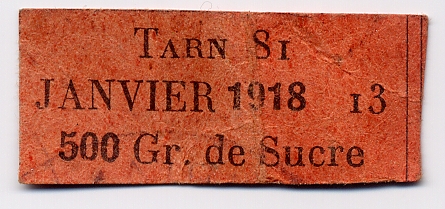 TARN 81
JANVIER 1918 13
500 Gr. de Sucre